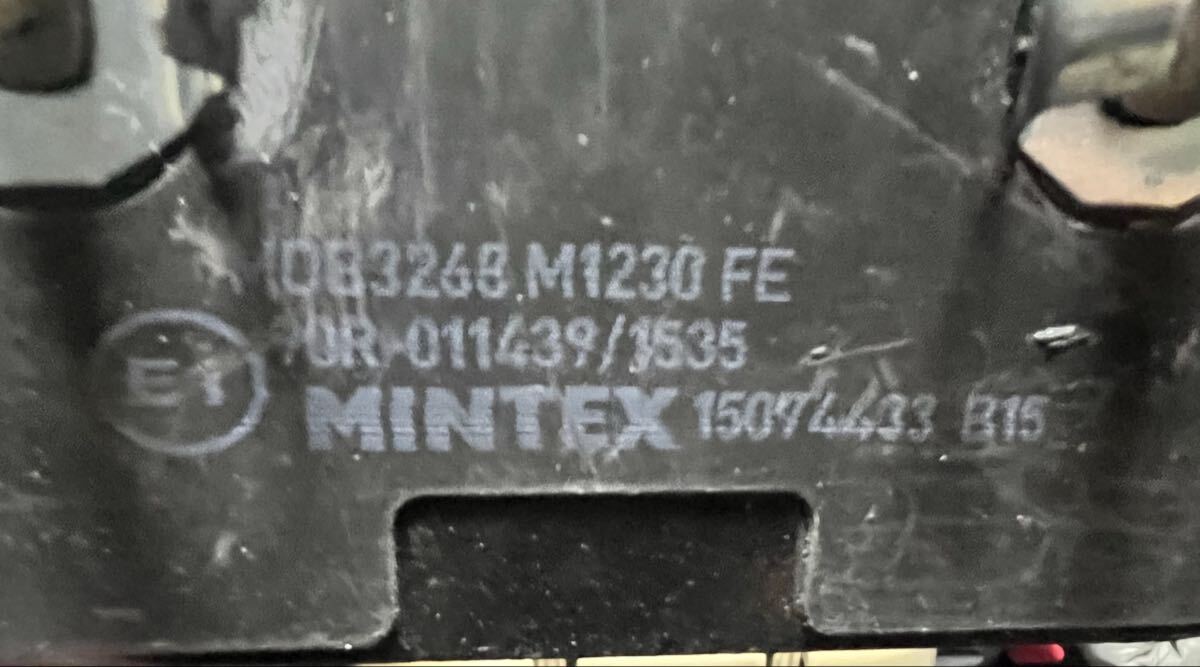 MDB3268 M1230 FE
90R-011439/1535
E1
MINTEX 15074433 B15